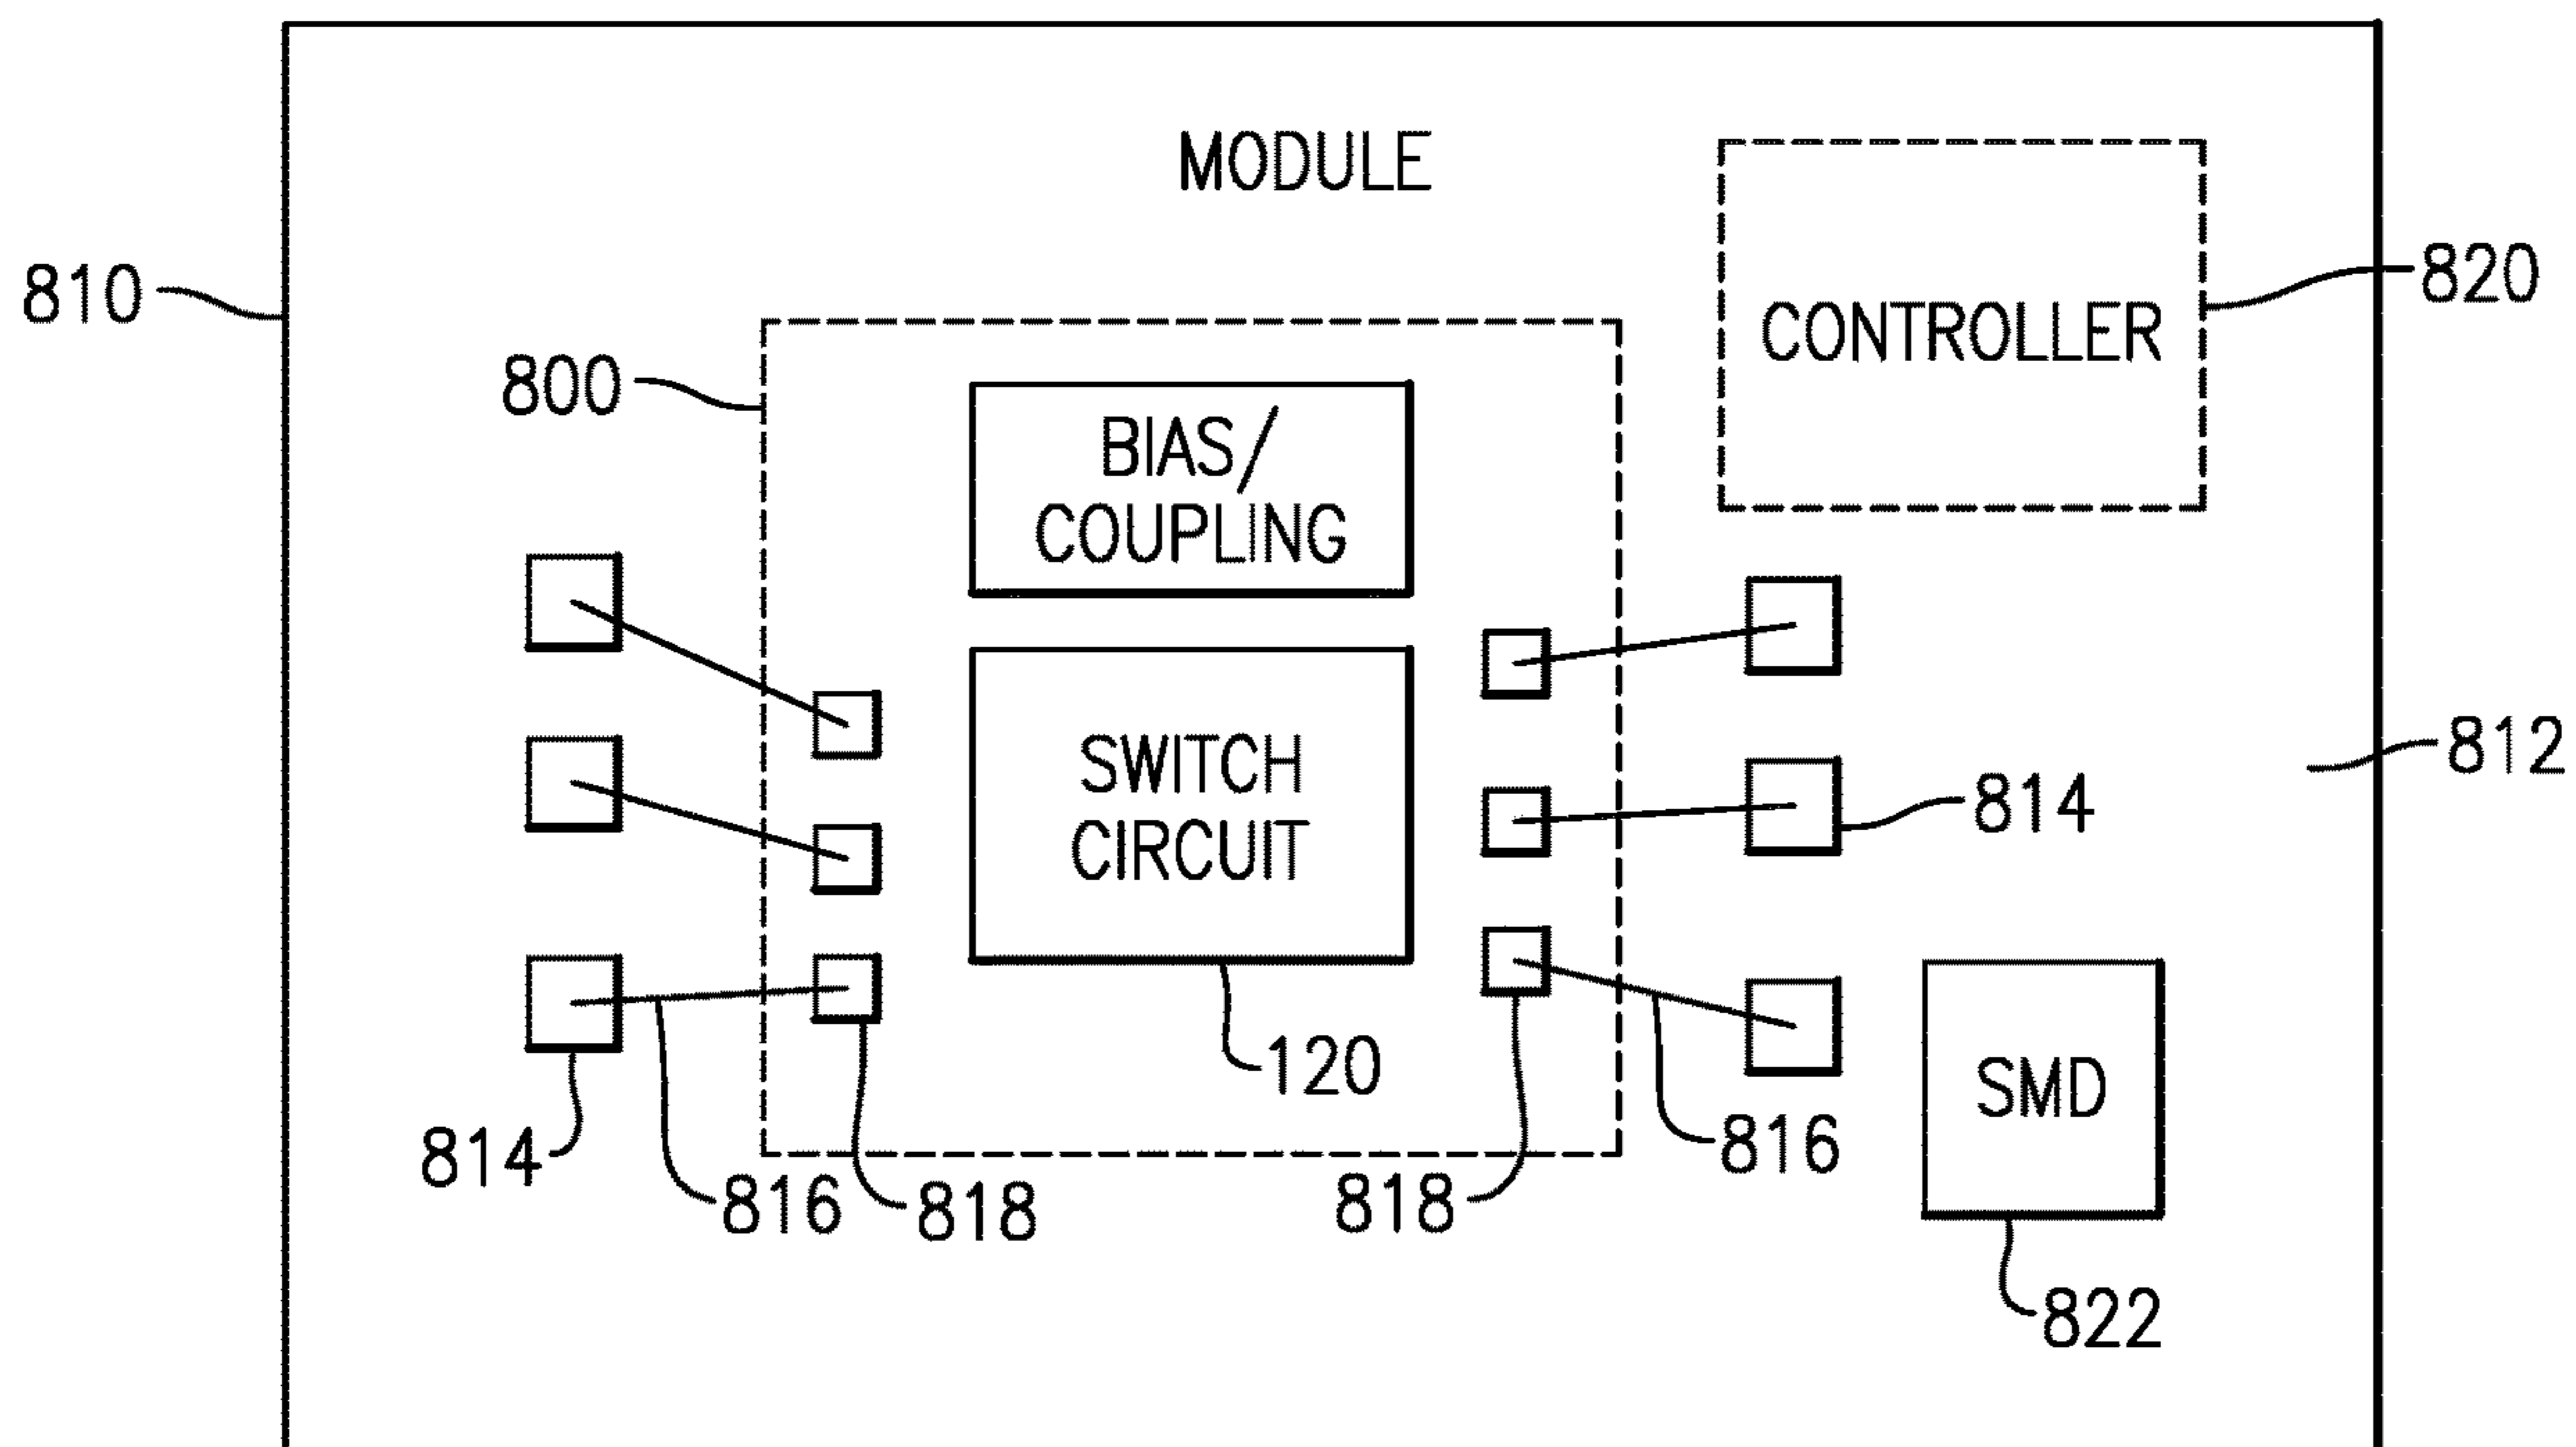 MODULE
810
820
CONTROLLER
800
BIAS/
COUPLING
812
SWITCH
CIRCUIT
814
120
SMD
814
816
818
818
816
822